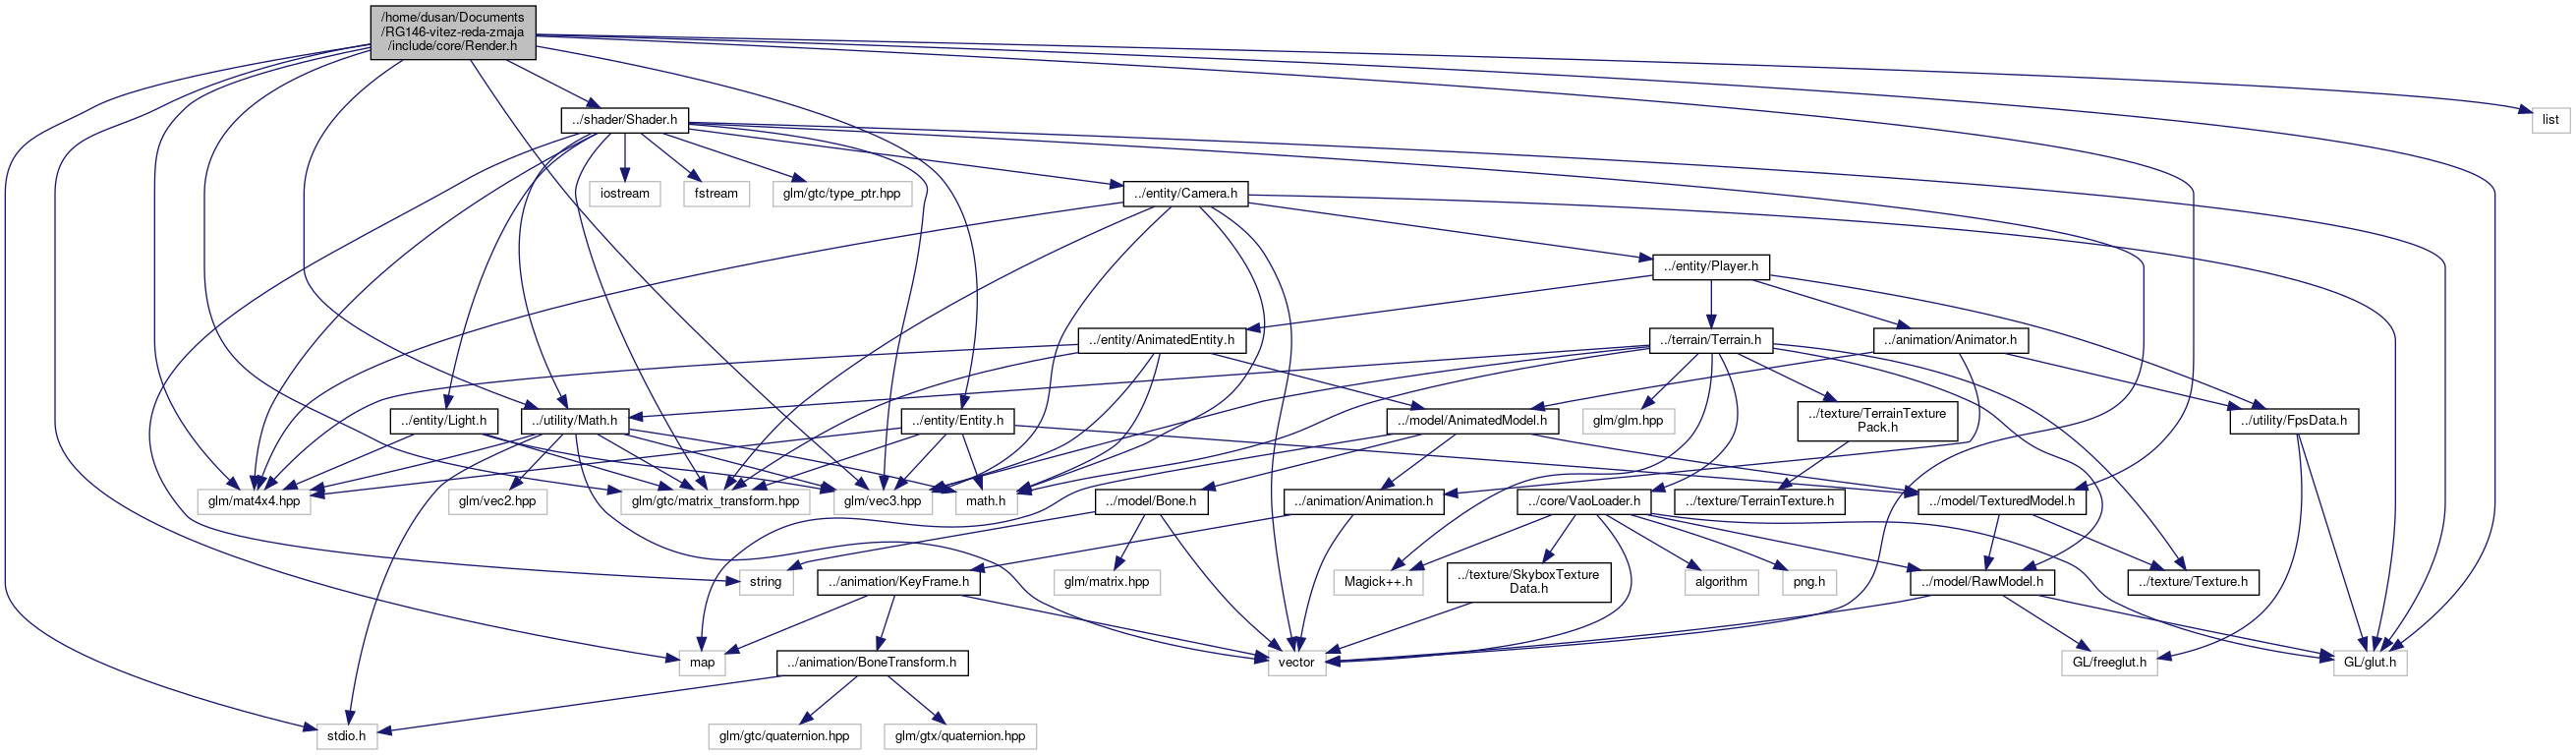 /home/dusan/Documents
/RG146-vitez-reda-zmaja
/include/core/Render.h
../shader/Shader.h
list
iostream
fstream
glm/gtc/type_ptr.hpp
../entity/Camera.h
../entity/Player.h
../entity/AnimatedEntity.h
../terrain/Terrain.h
../animation/Animator.h
../entity/Light.h
../utility/Math.h
../entity/Entity.h
../model/AnimatedModel.h
glm/glm.hpp
../texture/TerrainTexture
Pack.h
../utility/FpsData.h
glm/mat4x4.hpp
glm/vec2.hpp
glm/gtc/matrix_transform.hpp
glm/vec3.hpp
math.h
../model/Bone.h
../animation/Animation.h
../core/VaoLoader.h
../texture/TerrainTexture.h
../model/TexturedModel.h
string
../animation/KeyFrame.h
glm/matrix.hpp
Magick++.h
../texture/SkyboxTexture
Data.h
algorithm
png.h
../model/RawModel.h
../texture/Texture.h
map
../animation/BoneTransform.h
vector
GL/freeglut.h
GL/glut.h
stdio.h
glm/gtc/quaternion.hpp
glm/gtx/quaternion.hpp